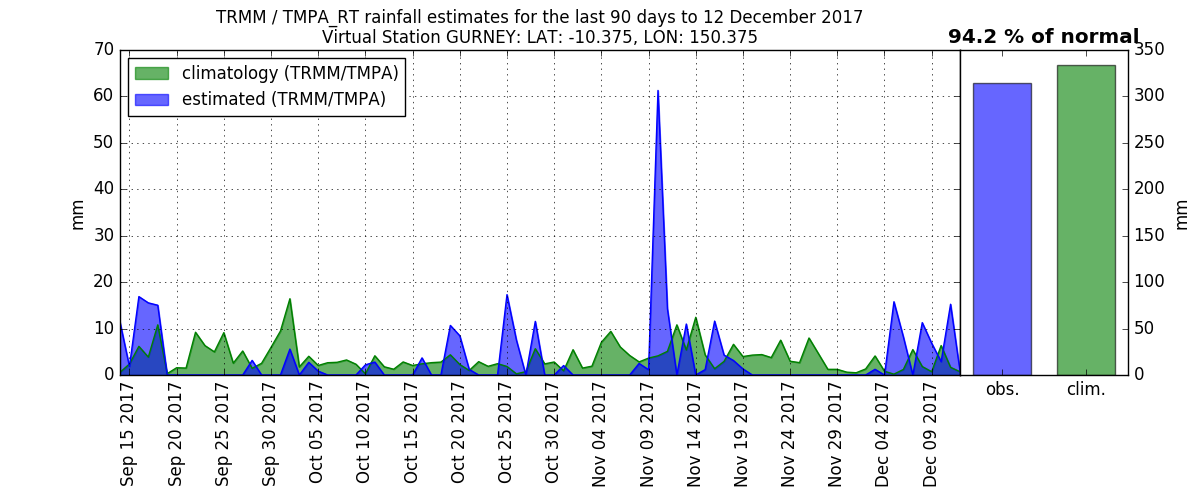 TRMM / TMPA_RT rainfall estimates for the last 90 days to 12 December 2017
Virtual Station GURNEY: LAT: -10.375, LON: 150.375
94.2 % of normal
climatology (TRMM/TMPA)
estimated (TRMM/TMPA)
70
60
50
40
30
20
10
0
mm
350
300
250
200
150
100
50
0
mm
Sep 15 2017
Sep 20 2017
Sep 25 2017
Sep 30 2017
Oct 05 2017
Oct 10 2017
Oct 15 2017
Oct 20 2017
Oct 25 2017
Oct 30 2017
Nov 04 2017
Nov 09 2017
Nov 14 2017
Nov 19 2017
Nov 24 2017
Nov 29 2017
Dec 04 2017
Dec 09 2017
obs.
clim.